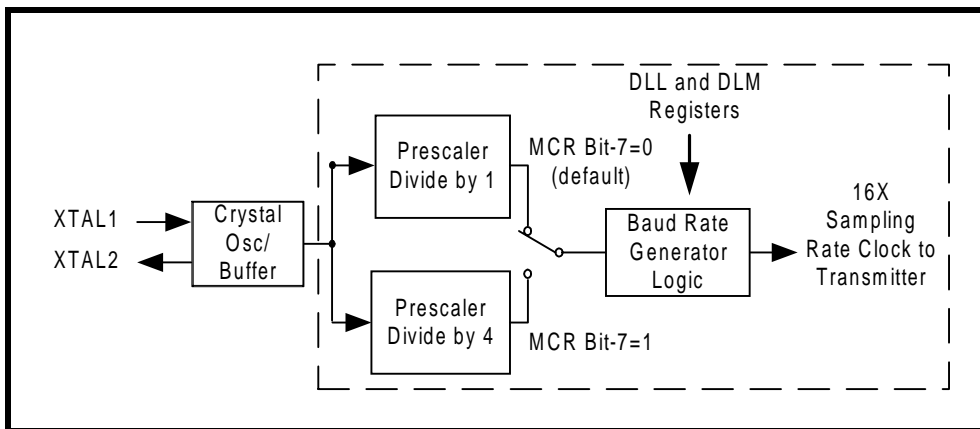 DLL and DLM
Registers
Prescaler
Divide by 1
MCR Bit-7=0
(default)
XTAL1
XTAL2
Crystal
Osc/
Buffer
Baud Rate
Generator
Logic
16X
Sampling
Rate Clock to
Transmitter
Prescaler
Divide by 4
MCR Bit-7=1